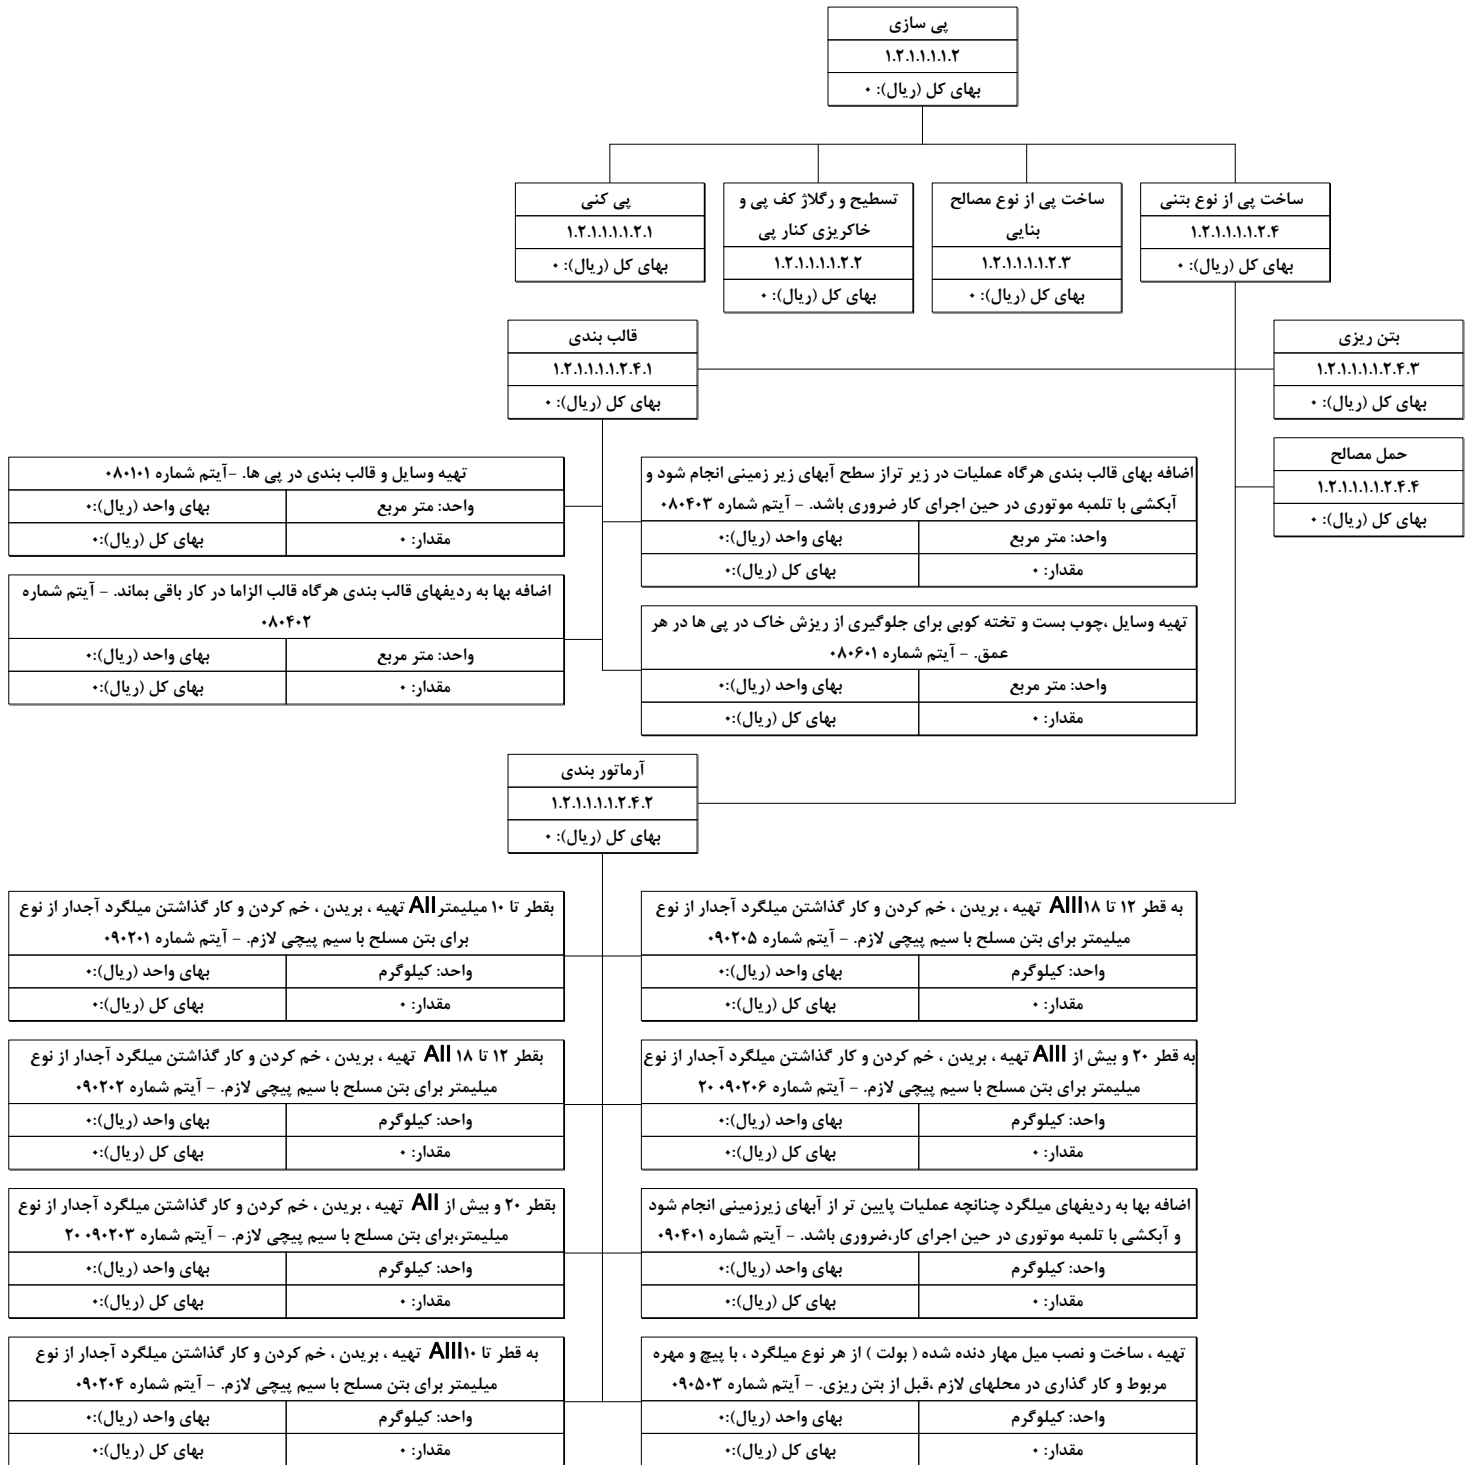 پی سازی
۱.۲.۱.۱.۱.۱.۲
بهای کل (ریال): ۰
ساخت پی از نوع بتنی
۱.۲.۱.۱.۱.۱.۲.۴
بهای کل (ریال): ۰
ساخت پی از نوع مصالح
بنایی
۱.۲.۱.۱.۱.۱.۲.۳
بهای کل (ریال): ۰
تسطیح و رگلاژ کف پی و
خاکریزی کنار پی
۱.۲.۱.۱.۱.۱.۲.۲
بهای کل (ریال): ۰
پی کنی
۱.۲.۱.۱.۱.۱.۲.۱
بهای کل (ریال): ۰
بتن ریزی
۱.۲.۱.۱.۱.۱.۲.۴.۳
بهای کل (ریال): ۰
قالب بندی
۱.۲.۱.۱.۱.۱.۲.۴.۱
بهای کل (ریال): ۰
حمل مصالح
۱.۲.۱.۱.۱.۱.۲.۴.۴
بهای کل (ریال): ۰
اضافه بهای قالب بندی هرگاه عملیات در زیر تراز سطح آبهای زیر زمینی انجام شود و
آبکشی با تلمبه موتوری در حین اجرای کار ضروری باشد. - آیتم شماره ۰۸۰۴۰۳
واحد: متر مربع
بهای واحد (ریال):۰
مقدار: ۰
بهای کل (ریال):۰
تهیه وسایل و قالب بندی در پی ها. -آیتم شماره ۰۸۰۱۰۱
واحد: متر مربع
بهای واحد (ریال):۰
مقدار: ۰
بهای کل (ریال):۰
تهیه وسایل ،چوب بست و تخته کوبی برای جلوگیری از ریزش خاک در پی ها در هر
عمق. - آیتم شماره ۰۸۰۶۰۱
واحد: متر مربع
بهای واحد (ریال):۰
مقدار: ۰
بهای کل (ریال):۰
اضافه بها به ردیفهای قالب بندی هرگاه قالب الزاما در کار باقی بماند. - آیتم شماره
۰۸۰۴۰۲
واحد: متر مربع
بهای واحد (ریال):۰
مقدار: ۰
بهای کل (ریال):۰
آرماتور بندی
۱.۲.۱.۱.۱.۱.۲.۴.۲
بهای کل (ریال): ۰
به قطر ۱۲ تا ۱۸AIII تهیه ، بریدن ، خم کردن و کار گذاشتن میلگرد آجدار از نوع
میلیمتر برای بتن مسلح با سیم پیچی لازم. - آیتم شماره ۰۹۰۲۰۵
واحد: کیلوگرم
بهای واحد (ریال):۰
مقدار: ۰
بهای کل (ریال):۰
بقطر تا ۱۰ میلیمترAII تهیه ، بریدن ، خم کردن و کار گذاشتن میلگرد آجدار از نوع
برای بتن مسلح با سیم پیچی لازم. - آیتم شماره ۰۹۰۲۰۱
واحد: کیلوگرم
بهای واحد (ریال):۰
مقدار: ۰
بهای کل (ریال):۰
به قطر ۲۰ و بیش از AIII تهیه ، بریدن ، خم کردن و کار گذاشتن میلگرد آجدار از نوع
میلیمتر برای بتن مسلح با سیم پیچی لازم. - آیتم شماره ۰۹۰۲۰۶ ۲۰
واحد: کیلوگرم
بهای واحد (ریال):۰
مقدار: ۰
بهای کل (ریال):۰
بقطر ۱۲ تا ۱۸ AII تهیه ، بریدن ، خم کردن و کار گذاشتن میلگرد آجدار از نوع
میلیمتر برای بتن مسلح با سیم پیچی لازم. - آیتم شماره ۰۹۰۲۰۲
واحد: کیلوگرم
بهای واحد (ریال):۰
مقدار: ۰
بهای کل (ریال):۰
اضافه بها به ردیفهای میلگرد چنانچه عملیات پایین تر از آبهای زیرزمینی انجام شود
و آبکشی با تلمبه موتوری در حین اجرای کار،ضروری باشد. - آیتم شماره ۰۹۰۴۰۱
واحد: کیلوگرم
بهای واحد (ریال):۰
مقدار: ۰
بهای کل (ریال):۰
بقطر ۲۰ و بیش از AII تهیه ، بریدن ، خم کردن و کار گذاشتن میلگرد آجدار از نوع
میلیمتر،برای بتن مسلح با سیم پیچی لازم. - آیتم شماره ۰۹۰۲۰۳ ۲۰
واحد: کیلوگرم
بهای واحد (ریال):۰
مقدار: ۰
بهای کل (ریال):۰
تهیه ، ساخت و نصب میل مهار دنده شده ( بولت ) از هر نوع میلگرد ، با پیچ و مهره
مربوط و کار گذاری در محلهای لازم ،قبل از بتن ریزی. - آیتم شماره ۰۹۰۵۰۳
واحد: کیلوگرم
بهای واحد (ریال):۰
مقدار: ۰
بهای کل (ریال):۰
به قطر تا ۱۰AIII تهیه ، بریدن ، خم کردن و کار گذاشتن میلگرد آجدار از نوع
میلیمتر برای بتن مسلح با سیم پیچی لازم. - آیتم شماره ۰۹۰۲۰۴
واحد: کیلوگرم
بهای واحد (ریال):۰
مقدار: ۰
بهای کل (ریال):۰